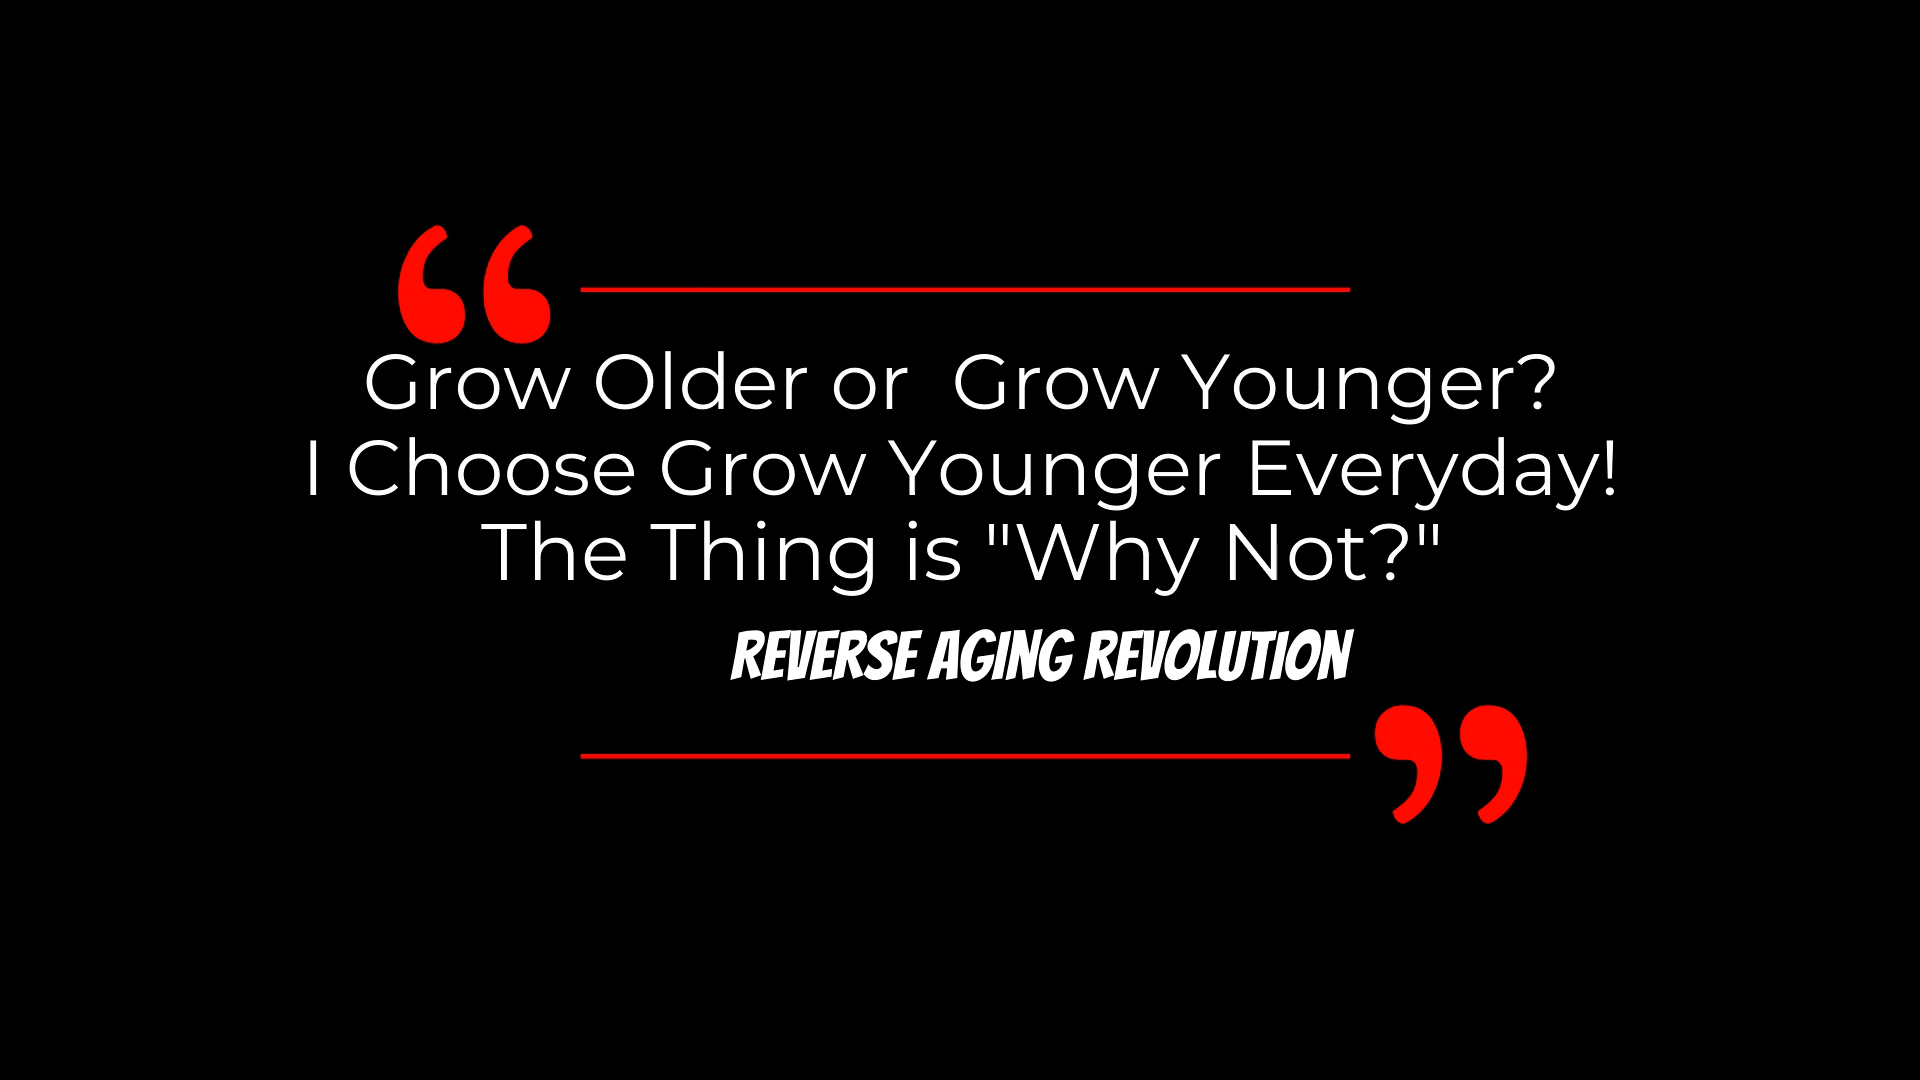 Grow Older or  Grow Younger?
I Choose Grow Younger Everyday!
The Thing is "Why Not?"
REVERSE AGING REVOLUTION